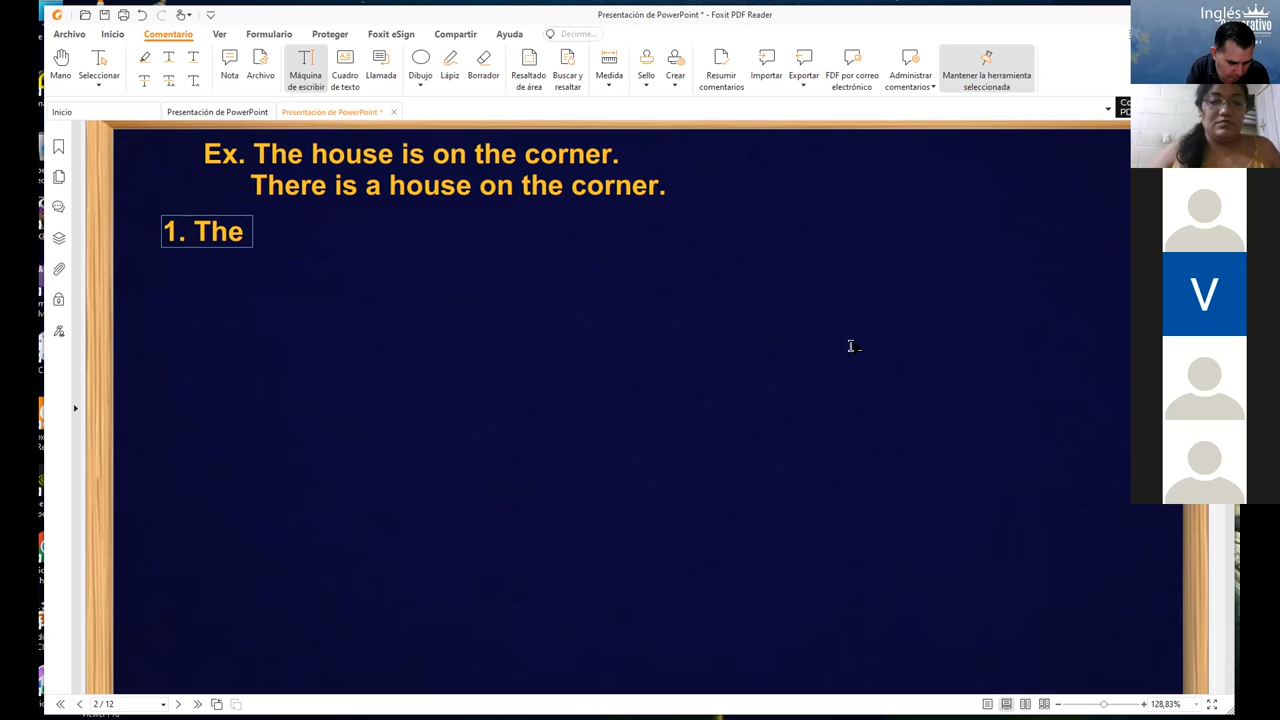 Presentación de PowerPoint * - Foxit PDF Reader
Archivo Inicio Comentario Ver Formulario Proteger Foxit eSign Compartir Ayuda Decirme...
Mano Seleccionar Nota Archivo Máquina de escribir Cuadro de texto Llamada Dibujo Lápiz Borrador Resaltado de área Buscar y resaltar Medida Sello Crear Resumir comentarios Importar Exportar FDF por correo electrónico Administrar comentarios Mantener la herramienta seleccionada
Inicio Presentación de PowerPoint Presentación de PowerPoint *
Inglés
Ex. The house is on the corner.
There is a house on the corner.
1. The
V
2 / 12
128,83%